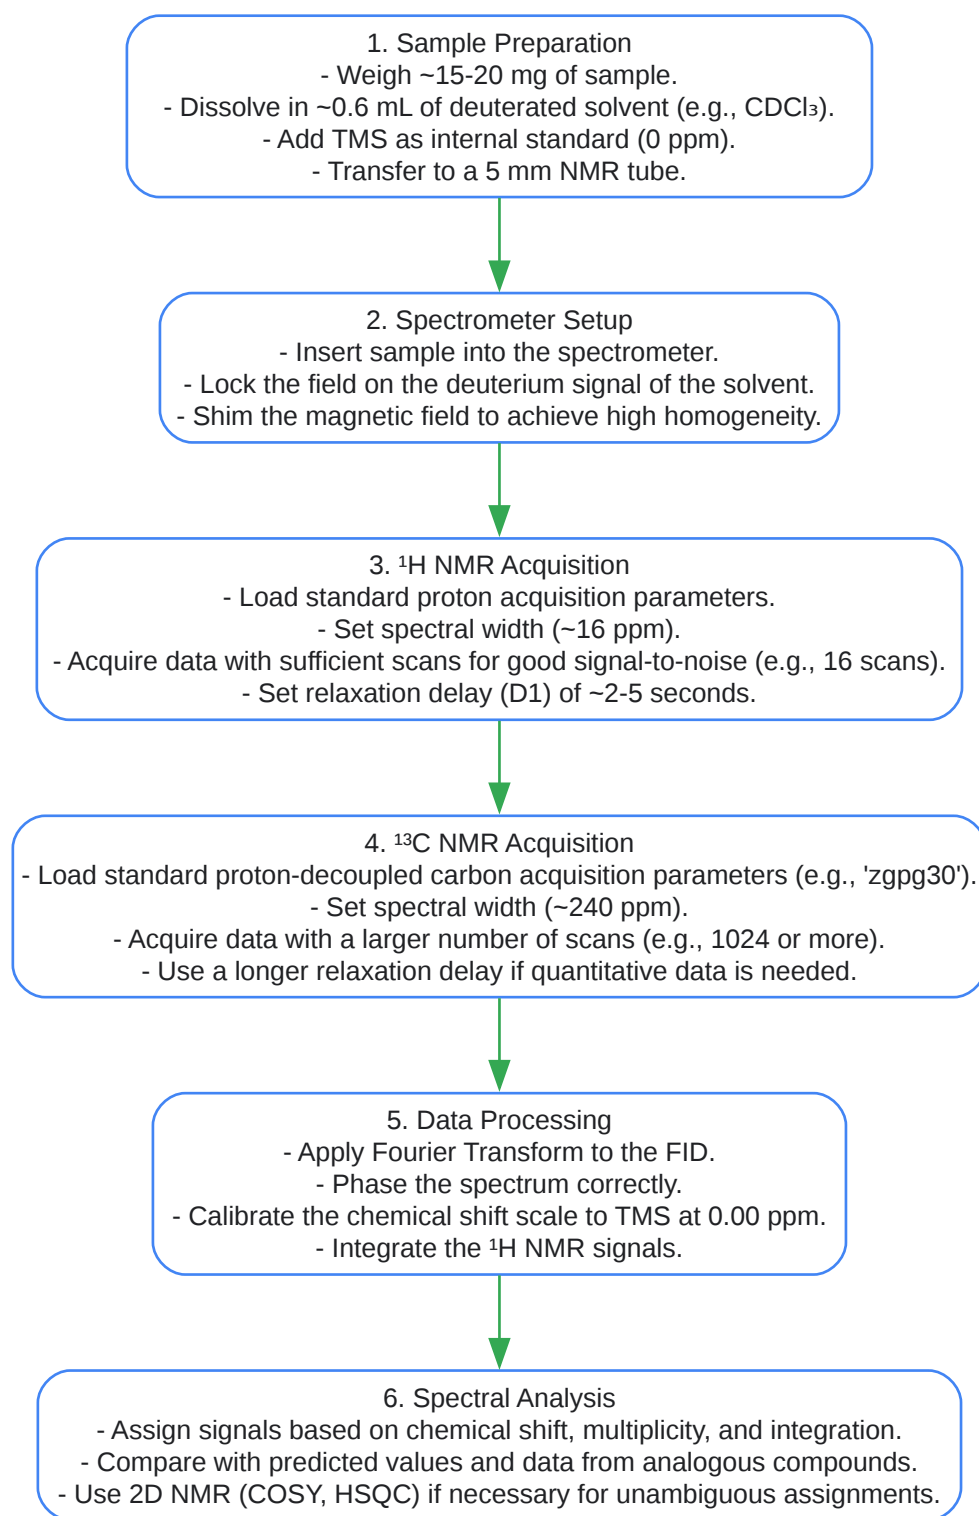 1. Sample Preparation
- Weigh ~15-20 mg of sample.
- Dissolve in ~0.6 mL of deuterated solvent (e.g., CDCl₃).
- Add TMS as internal standard (0 ppm).
- Transfer to a 5 mm NMR tube.
2. Spectrometer Setup
- Insert sample into the spectrometer.
- Lock the field on the deuterium signal of the solvent.
- Shim the magnetic field to achieve high homogeneity.
3. ¹H NMR Acquisition
- Load standard proton acquisition parameters.
- Set spectral width (~16 ppm).
- Acquire data with sufficient scans for good signal-to-noise (e.g., 16 scans).
- Set relaxation delay (D1) of ~2-5 seconds.
4. ¹³C NMR Acquisition
- Load standard proton-decoupled carbon acquisition parameters (e.g., 'zgpg30').
- Set spectral width (~240 ppm).
- Acquire data with a larger number of scans (e.g., 1024 or more).
- Use a longer relaxation delay if quantitative data is needed.
5. Data Processing
- Apply Fourier Transform to the FID.
- Phase the spectrum correctly.
- Calibrate the chemical shift scale to TMS at 0.00 ppm.
- Integrate the ¹H NMR signals.
6. Spectral Analysis
- Assign signals based on chemical shift, multiplicity, and integration.
- Compare with predicted values and data from analogous compounds.
- Use 2D NMR (COSY, HSQC) if necessary for unambiguous assignments.